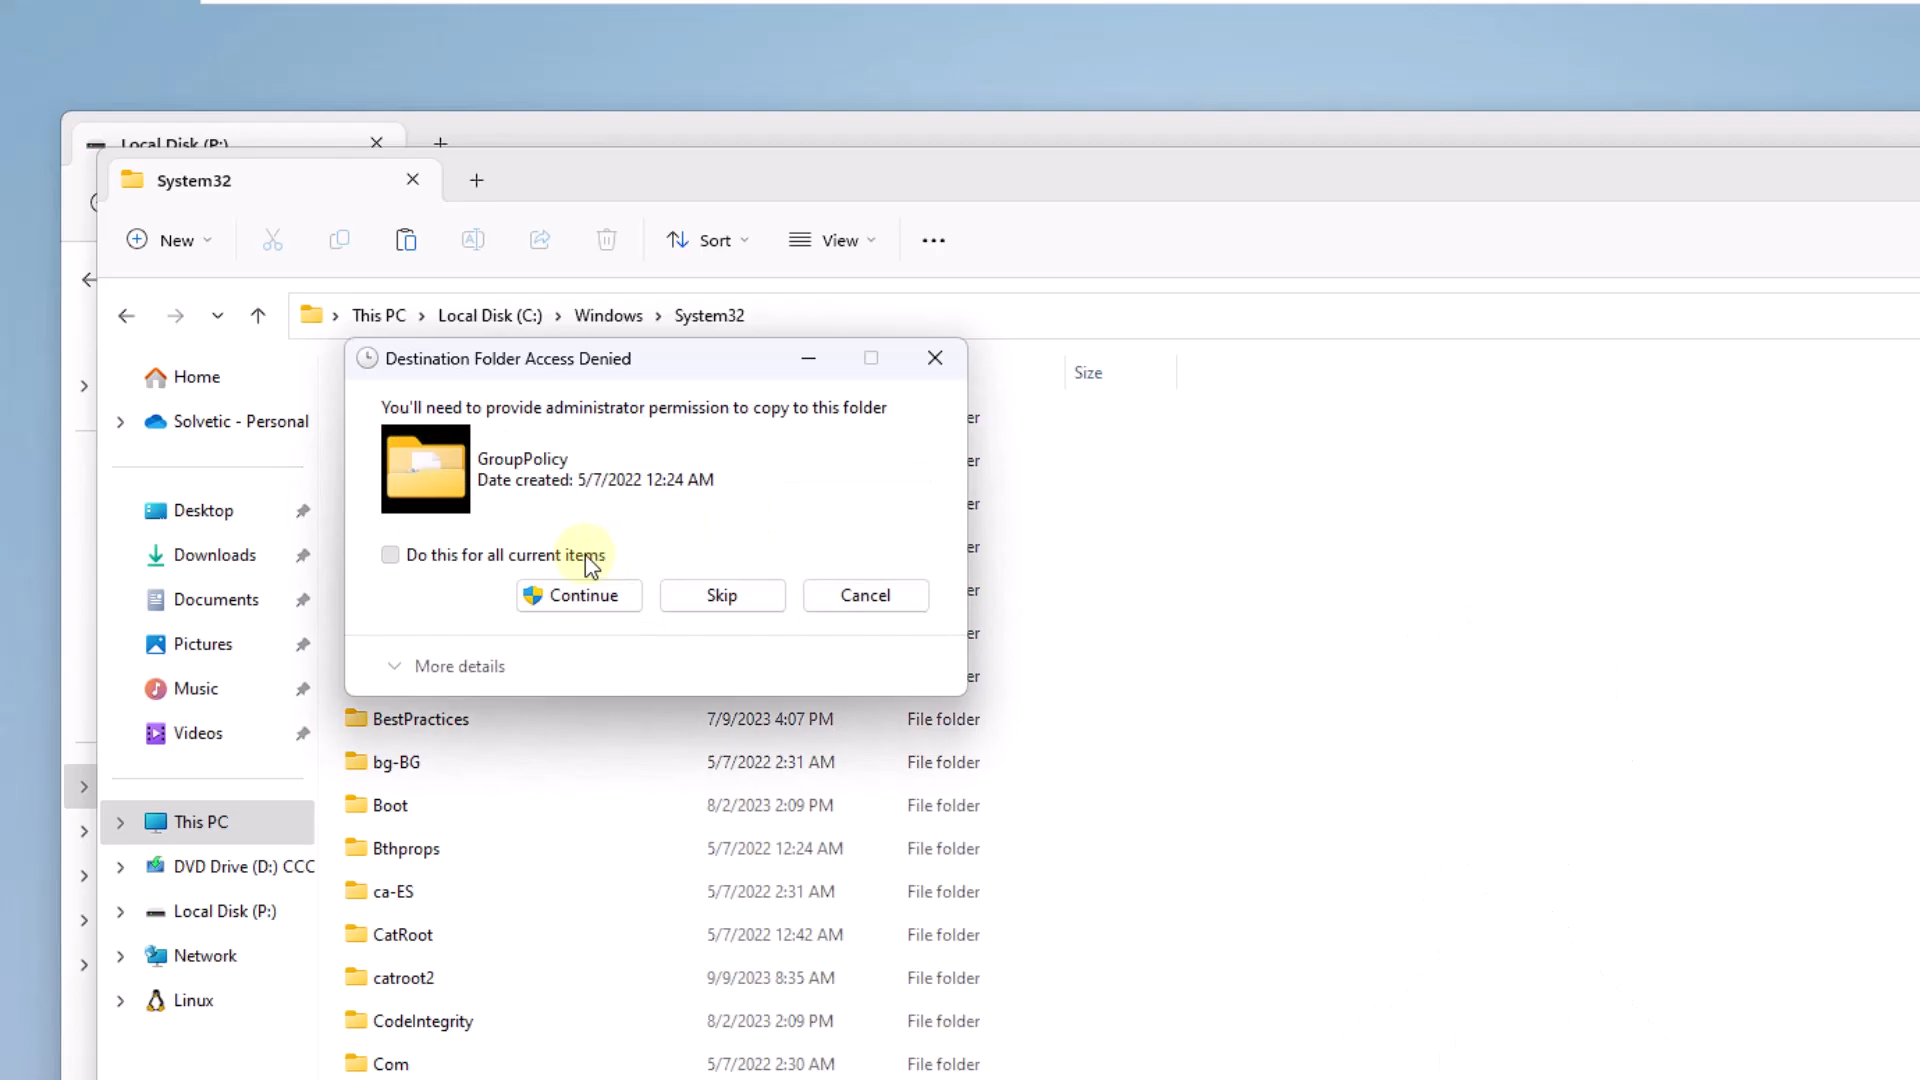 Local Disk (P:)
System32
New
Sort
View
This PC > Local Disk (C:) > Windows > System32
Destination Folder Access Denied
You'll need to provide administrator permission to copy to this folder
GroupPolicy
Date created: 5/7/2022 12:24 AM
Do this for all current items
Continue
Skip
Cancel
More details
Size
Home
Solvetic - Personal
Desktop
Downloads
Documents
Pictures
Music
Videos
This PC
DVD Drive (D:) CCC
Local Disk (P:)
Network
Linux
er
er
er
er
er
er
er
BestPractices 7/9/2023 4:07 PM File folder
bg-BG 5/7/2022 2:31 AM File folder
Boot 8/2/2023 2:09 PM File folder
Bthprops 5/7/2022 12:24 AM File folder
ca-ES 5/7/2022 2:31 AM File folder
CatRoot 5/7/2022 12:42 AM File folder
catroot2 9/9/2023 8:35 AM File folder
CodeIntegrity 8/2/2023 2:09 PM File folder
Com 5/7/2022 2:30 AM File folder